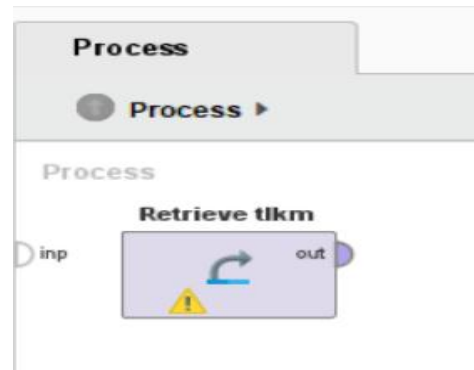 Process
Process
Process
Retrieve tlkm
inp
out